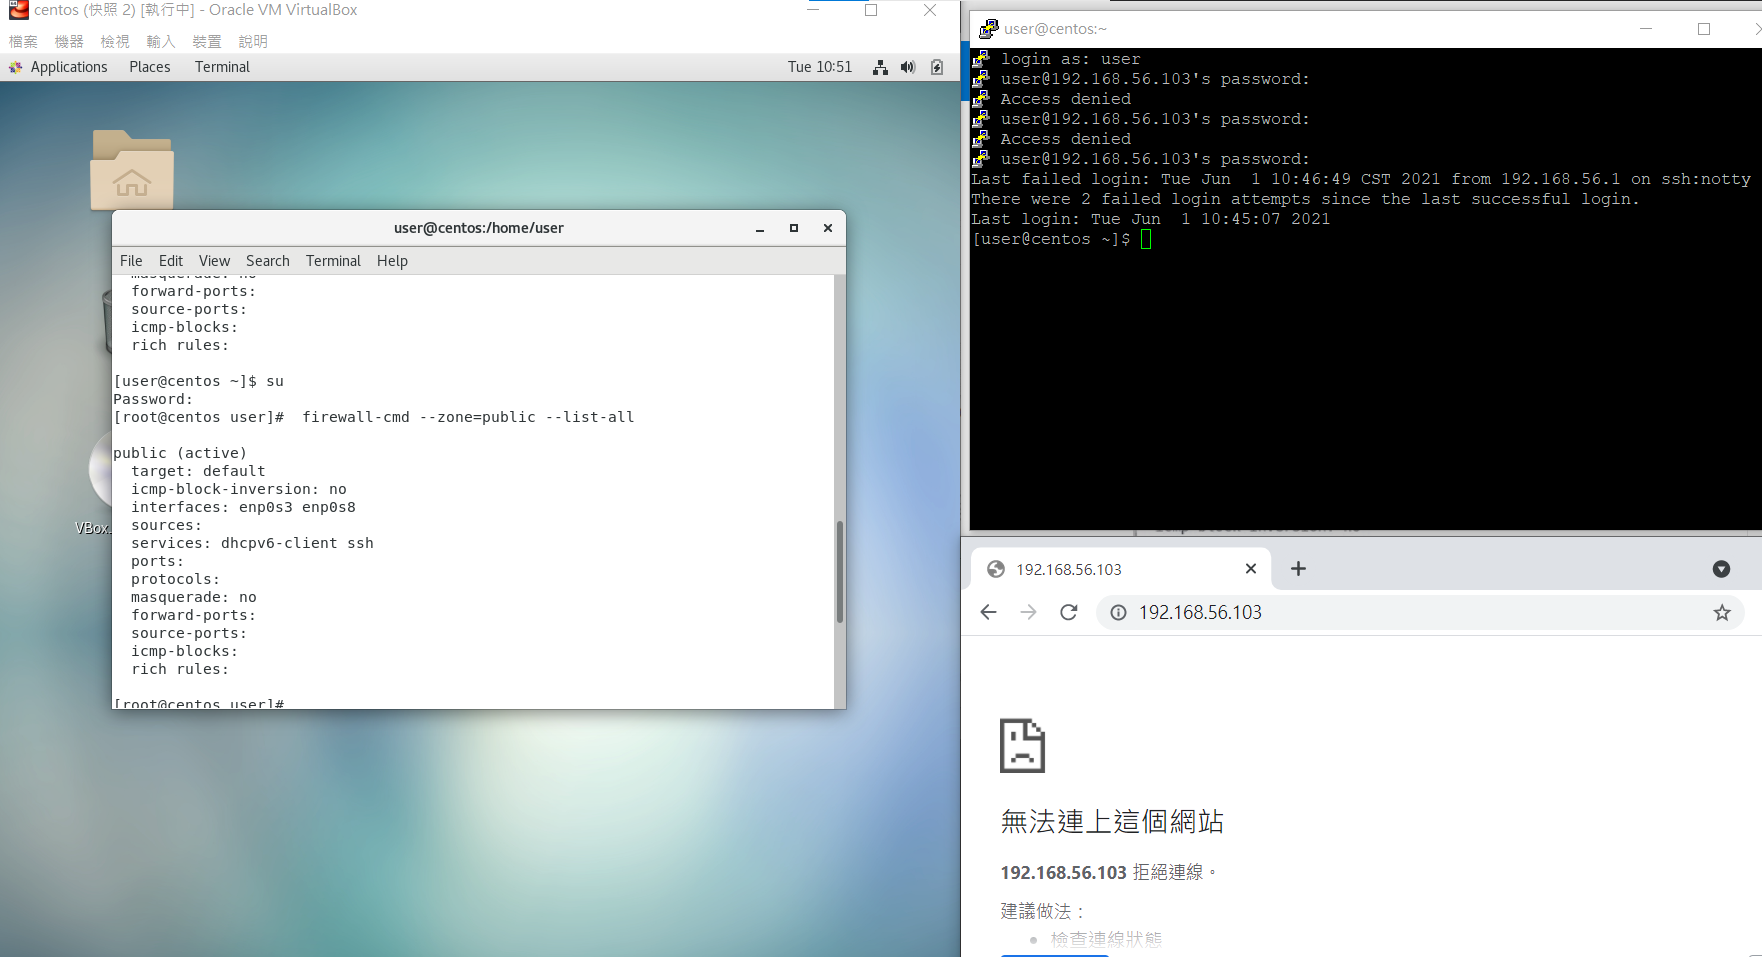 centos (快照 2) [執行中] - Oracle VM VirtualBox
檔案 機器 檢視 輸入 裝置 說明
Applications Places Terminal Tue 10:51
VBox.
user@centos:/home/user
File Edit View Search Terminal Help
masquerade: no
forward-ports:
source-ports:
icmp-blocks:
rich rules:
[user@centos ~]$ su
Password:
[root@centos user]#  firewall-cmd --zone=public --list-all
public (active)
target: default
icmp-block-inversion: no
interfaces: enp0s3 enp0s8
sources:
services: dhcpv6-client ssh
ports:
protocols:
masquerade: no
forward-ports:
source-ports:
icmp-blocks:
rich rules:
[root@centos user]#
user@centos:~
login as: user
user@192.168.56.103's password:
Access denied
user@192.168.56.103's password:
Access denied
user@192.168.56.103's password:
Last failed login: Tue Jun  1 10:46:49 CST 2021 from 192.168.56.1 on ssh:notty
There were 2 failed login attempts since the last successful login.
Last login: Tue Jun  1 10:45:07 2021
[user@centos ~]$
192.168.56.103
192.168.56.103
無法連上這個網站
192.168.56.103 拒絕連線。
建議做法：
• 檢查連線狀態